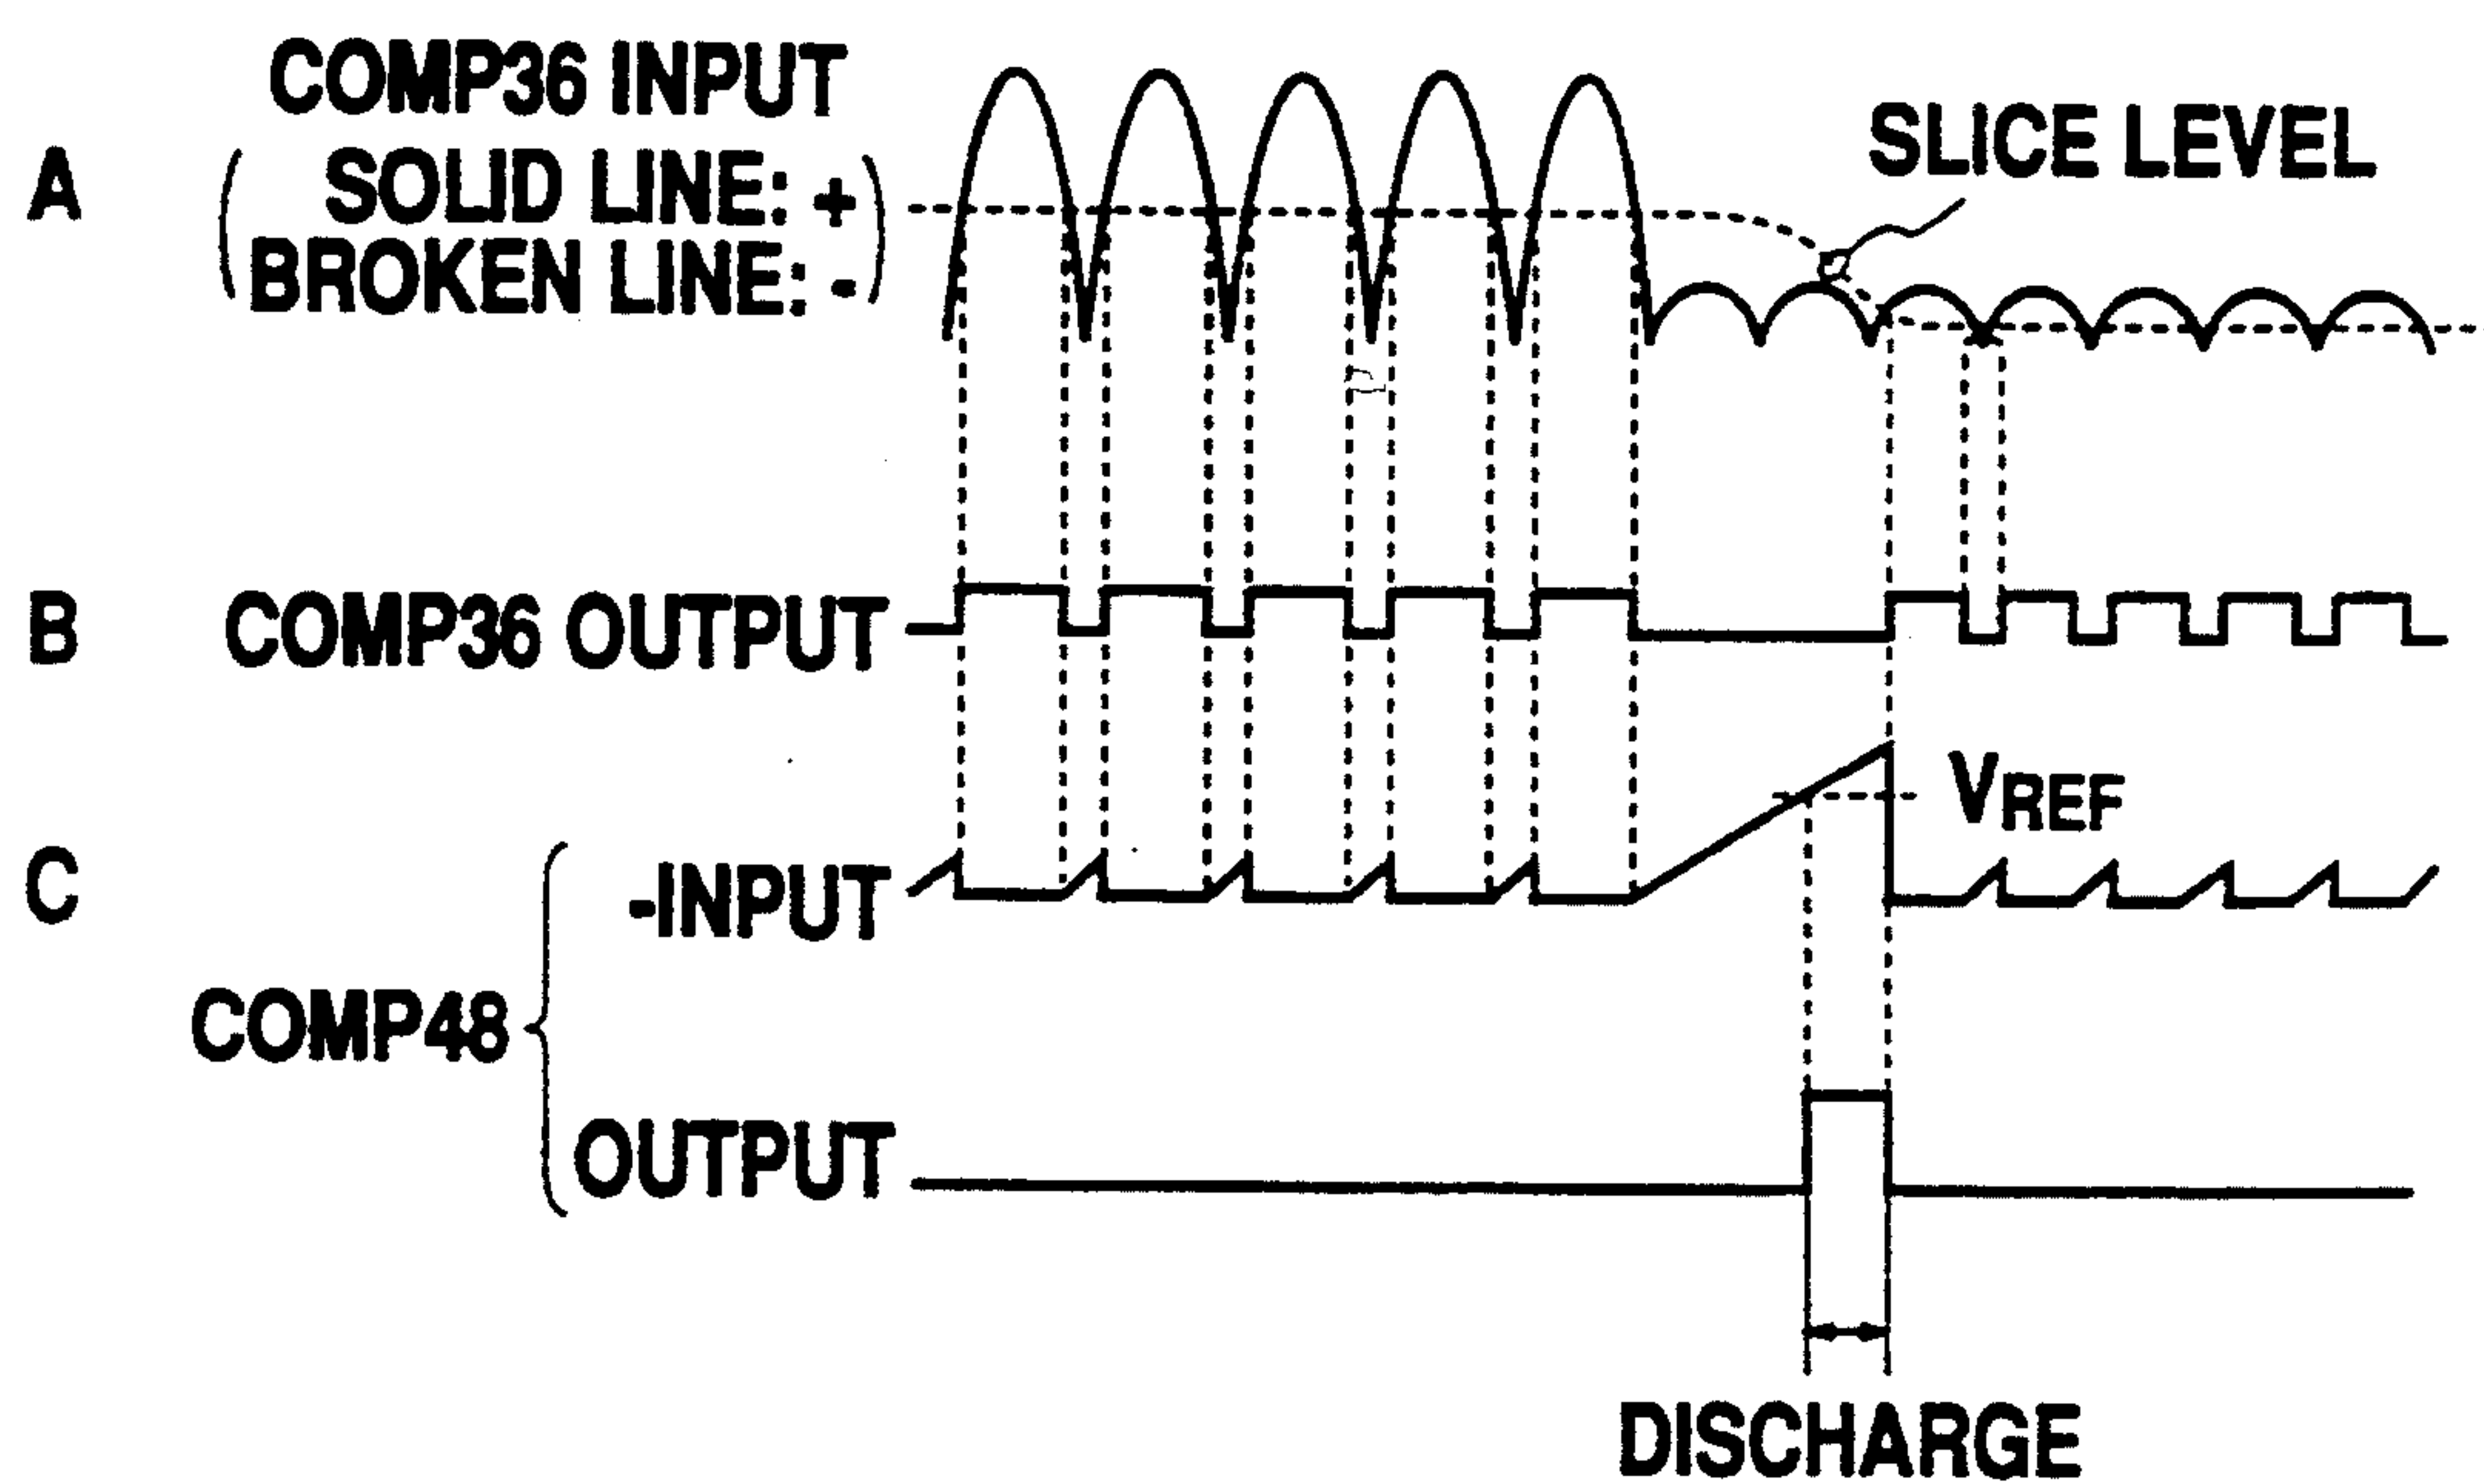 COMP36 INPUT
SLICE LEVEL
A
( SOLID LINE: + )
( BROKEN LINE: - )
B
COMP36 OUTPUT
VREF
C
-INPUT
COMP48
OUTPUT
DISCHARGE